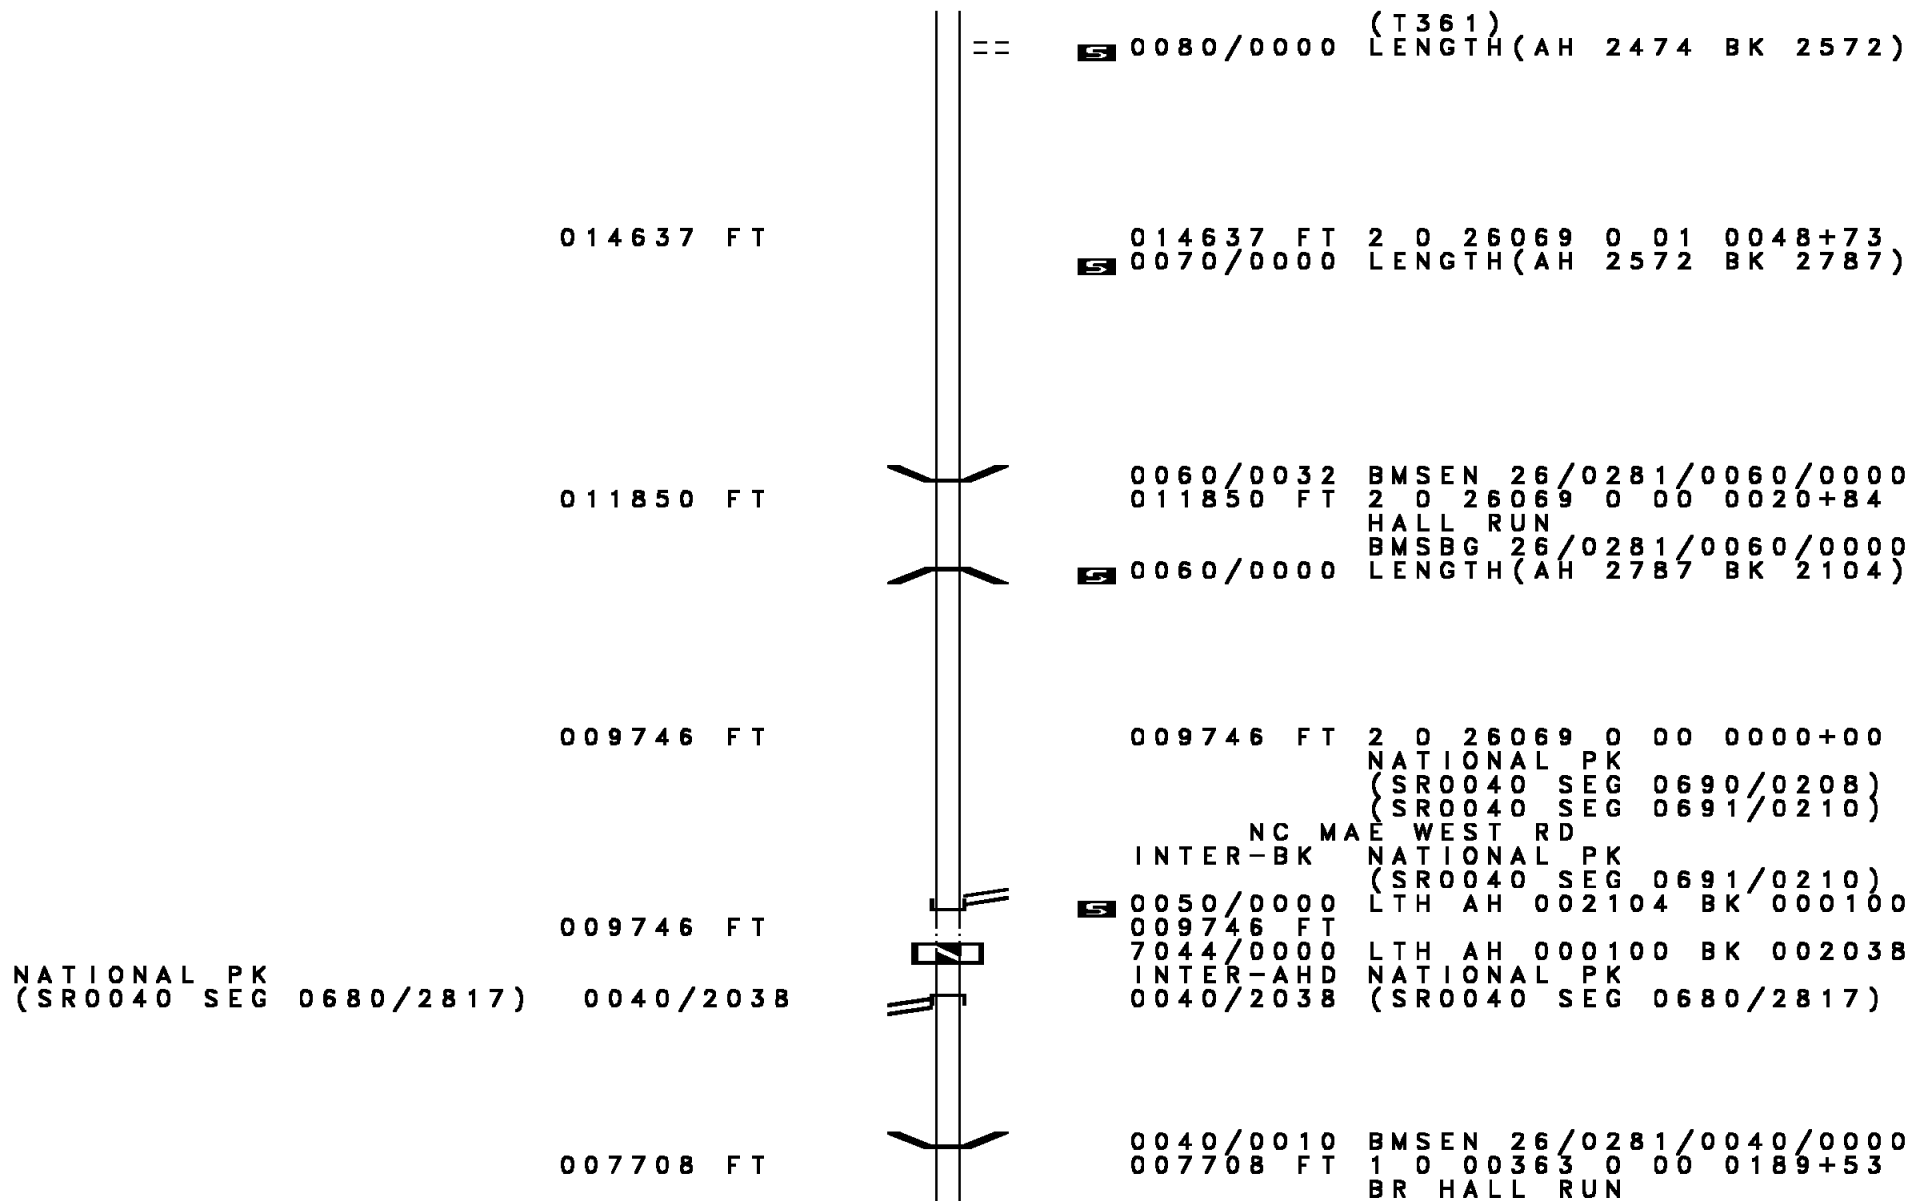 (T361)
S 0080/0000 LENGTH(AH 2474 BK 2572)
014637 FT 014637 FT 2 0 26069 0 01 0048+73
S 0070/0000 LENGTH(AH 2572 BK 2787)
0060/0032 BMSEN 26/0281/0060/0000
011850 FT 011850 FT 2 0 26069 0 00 0020+84
HALL RUN
BMSBG 26/0281/0060/0000
S 0060/0000 LENGTH(AH 2787 BK 2104)
009746 FT 009746 FT 2 0 26069 0 00 0000+00
NATIONAL PK
(SR0040 SEG 0690/0208)
(SR0040 SEG 0691/0210)
NC MAE WEST RD
INTER-BK NATIONAL PK
(SR0040 SEG 0691/0210)
S 0050/0000 LTH AH 002104 BK 000100
009746 FT 009746 FT
7044/0000 LTH AH 000100 BK 002038
NATIONAL PK INTER-AHD NATIONAL PK
(SR0040 SEG 0680/2817) 0040/2038 0040/2038 (SR0040 SEG 0680/2817)
0040/0010 BMSEN 26/0281/0040/0000
007708 FT 007708 FT 1 0 00363 0 00 0189+53
BR HALL RUN